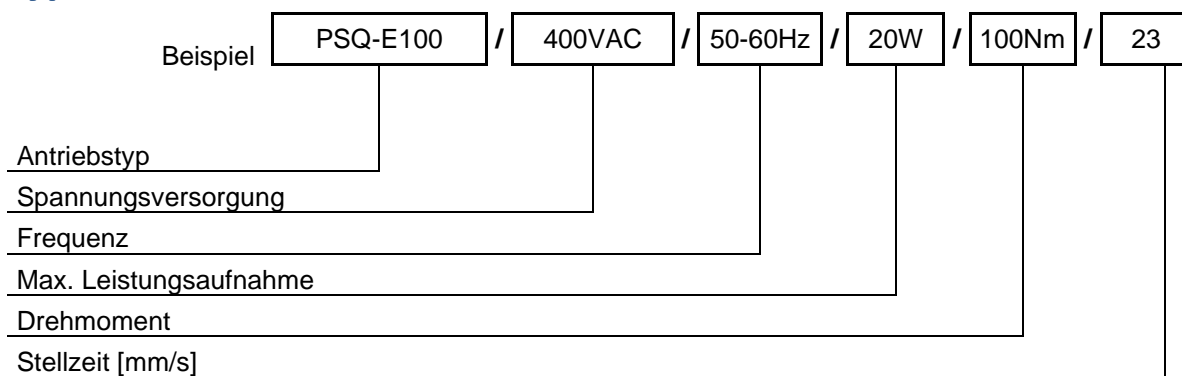 Beispiel PSQ-E100 / 400VAC / 50-60Hz / 20W / 100Nm / 23
Antriebstyp
Spannungsversorgung
Frequenz
Max. Leistungsaufnahme
Drehmoment
Stellzeit [mm/s]